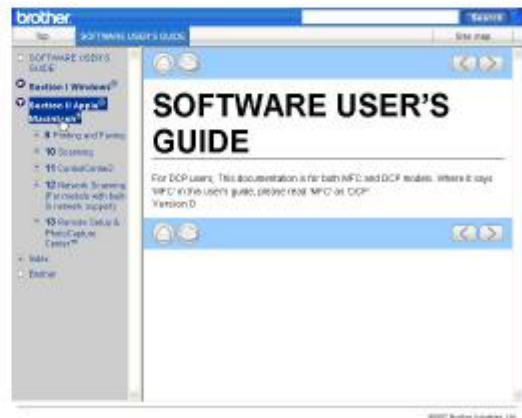 brother
Search
Top
SOFTWARE USER'S GUIDE
Site map
SOFTWARE USER'S
GUIDE
Section I Windows®
Section II Apple®
Macintosh®
8 Printing and Faxing
10 Scanning
11 ControlCenter2
12 Network Scanning
(For models with built-
in network support)
13 Remote Setup &
PhotoCapture
Center™
Index
Brother
SOFTWARE USER'S
GUIDE
For DCP users; This documentation is for both MFC and DCP models. Where it says
'MFC' in this user's guide, please read 'MFC' as 'DCP'.
Version D